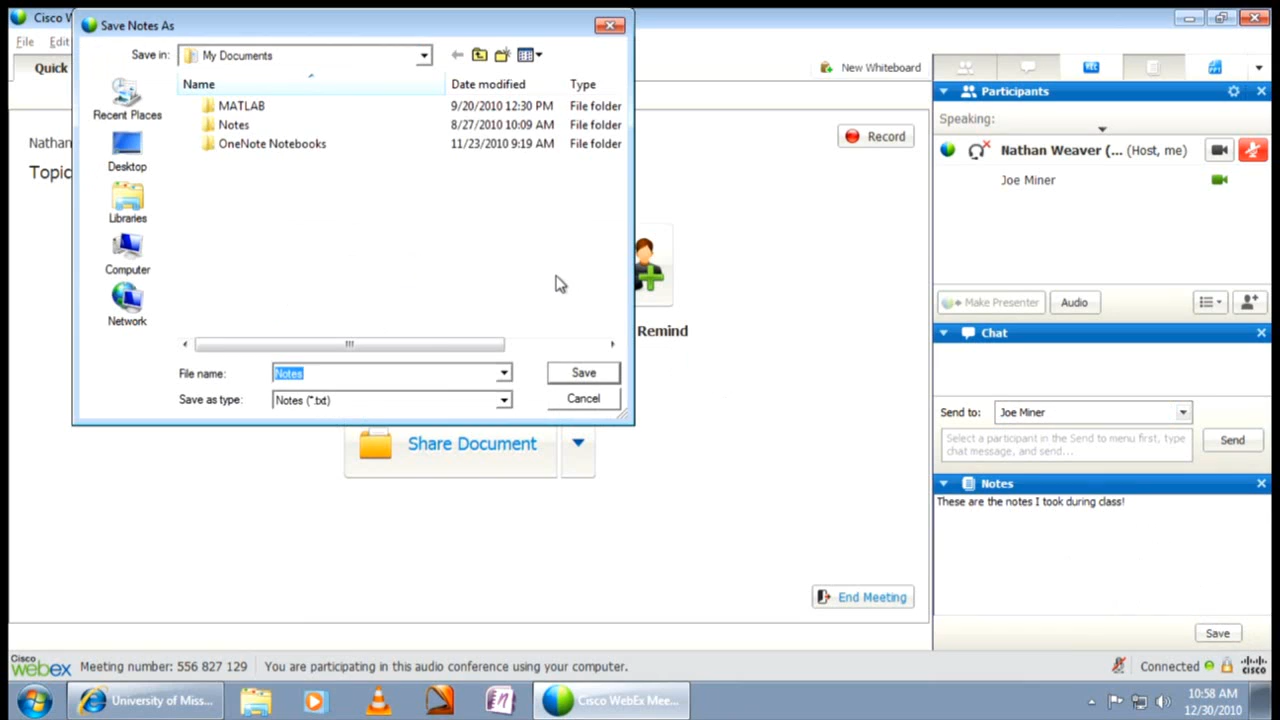 Cisco W
Save Notes As
File Edit
Save in: My Documents
Quick
New Whiteboard
Name Date modified Type
MATLAB 9/20/2010 12:30 PM File folder
Notes 8/27/2010 10:09 AM File folder
OneNote Notebooks 11/23/2010 9:19 AM File folder
Recent Places
Desktop
Libraries
Computer
Network
File name: Notes Save
Save as type: Notes (*.txt) Cancel
Nathan
Topic
Record
Remind
Share Document
End Meeting
REC
Participants
Speaking:
Nathan Weaver (... (Host, me)
Joe Miner
Make Presenter Audio
Chat
Send to: Joe Miner
Select a participant in the Send to menu first, type
chat message, and send...
Send
Notes
These are the notes I took during class!
Save
Cisco webex Meeting number: 556 827 129 You are participating in this audio conference using your computer. Connected cisco
University of Miss... Cisco WebEx Mee...
10:58 AM
12/30/2010